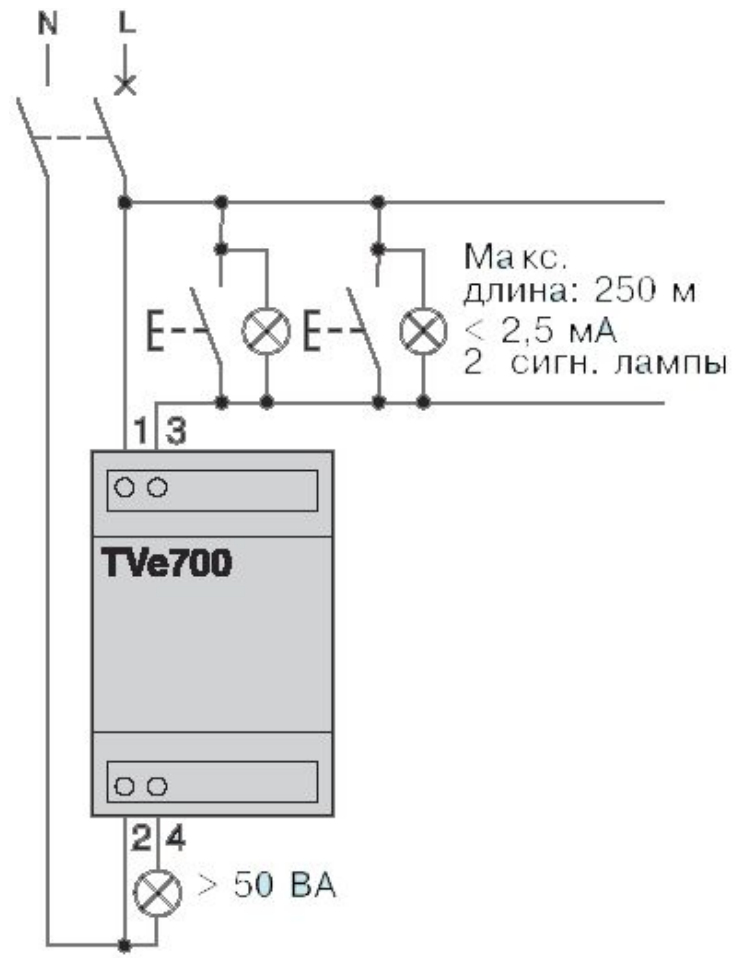 N L
Макс.
длина: 250 м
< 2,5 мА
2 сигн. лампы
1 3
TVe700
2 4
> 50 ВА